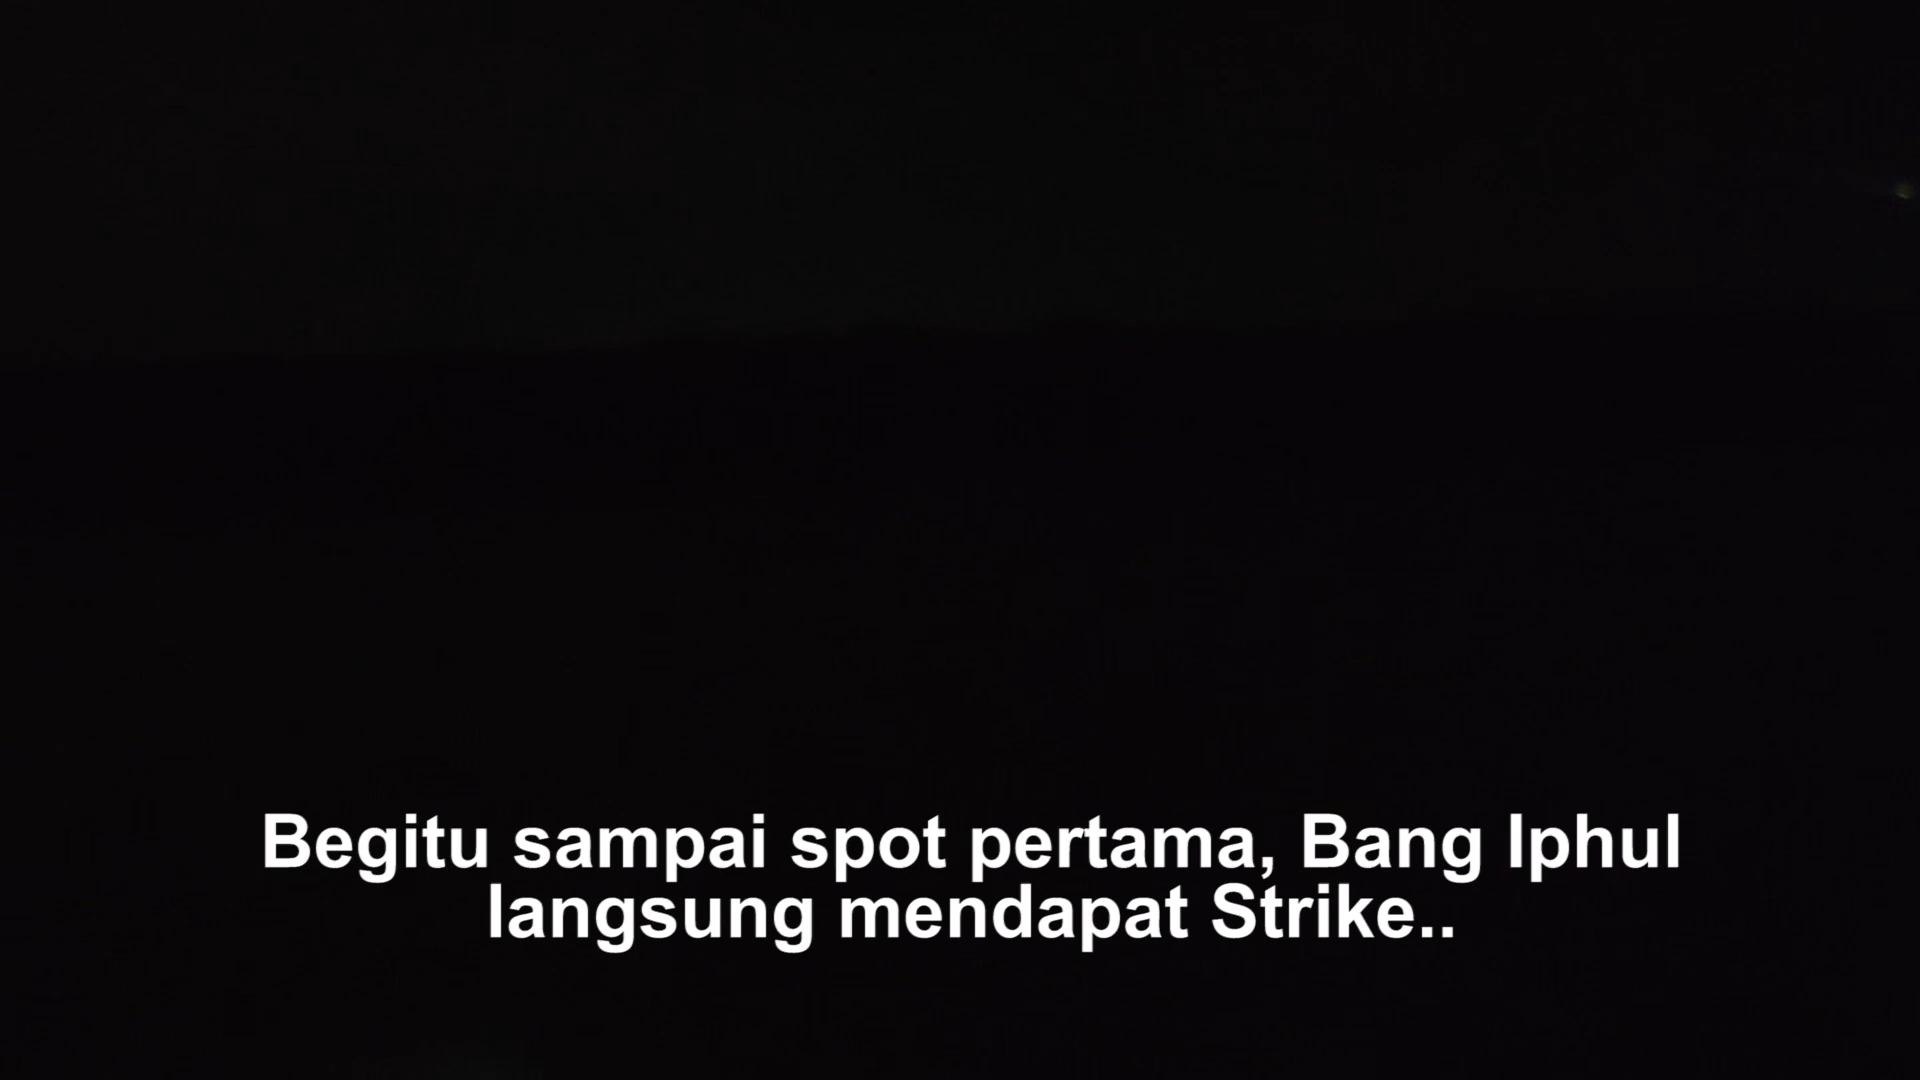 Begitu sampai spot pertama, Bang Iphul
langsung mendapat Strike..